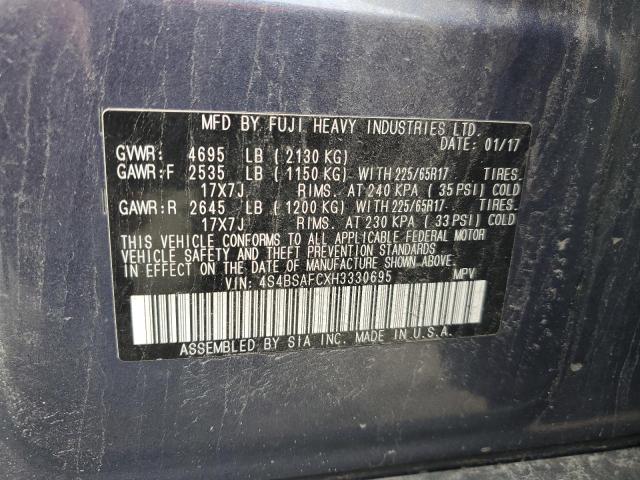 MFD BY FUJI HEAVY INDUSTRIES LTD.
DATE: 01/17
GVWR: 4695 LB (2130 KG)
GAWR:F 2535 LB (1150 KG) WITH 225/65R17 TIRES.
17X7J RIMS. AT 240 KPA (35 PSI) COLD
GAWR:R 2645 LB (1200 KG) WITH 225/65R17 TIRES.
17X7J RIMS. AT 230 KPA (33 PSI) COLD
THIS VEHICLE CONFORMS TO ALL APPLICABLE FEDERAL MOTOR
VEHICLE SAFETY AND THEFT PREVENTION STANDARDS
IN EFFECT ON THE DATE OF MANUFACTURE SHOWN ABOVE.
VIN: 4S4BSAFCXH3330695 MPV
ASSEMBLED BY SIA INC. MADE IN U.S.A.